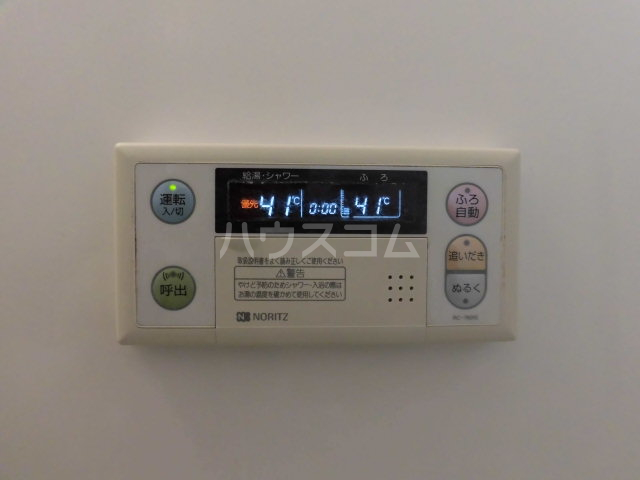 給湯・シャワー ふろ
優先 41℃ 0:00 41℃
運転
入/切
ふろ
自動
ハウスコム
追いだき
取扱説明書をよく読み正しくご使用ください
⚠警告
やけど予防のためシャワー・入浴の際は
お湯の温度を確かめて使用してください
呼出
ぬるく
NORITZ